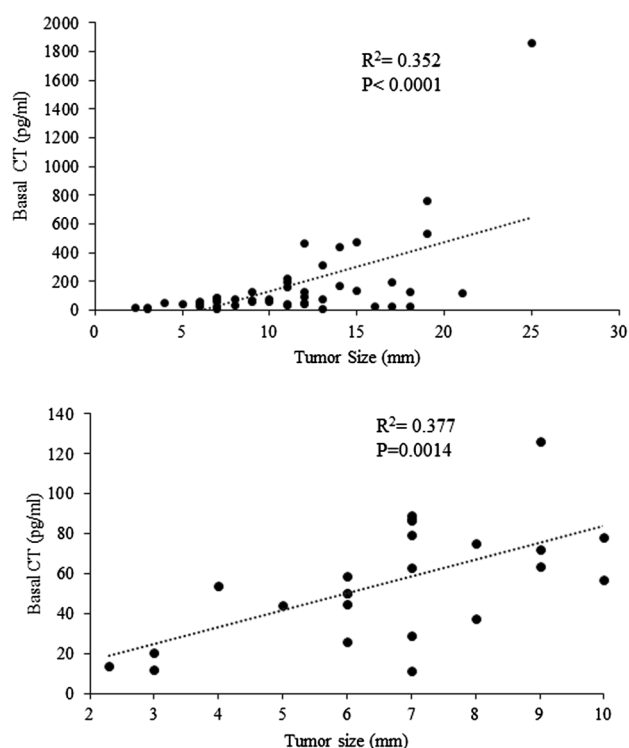 2000
1800
1600
1400
1200
1000
800
600
400
200
0
Basal CT (pg/ml)
R²= 0.352
P< 0.0001
0 5 10 15 20 25 30
Tumor Size (mm)
140
120
100
80
60
40
20
0
Basal CT (pg/ml)
R²= 0.377
P=0.0014
2 3 4 5 6 7 8 9 10
Tumor size (mm)